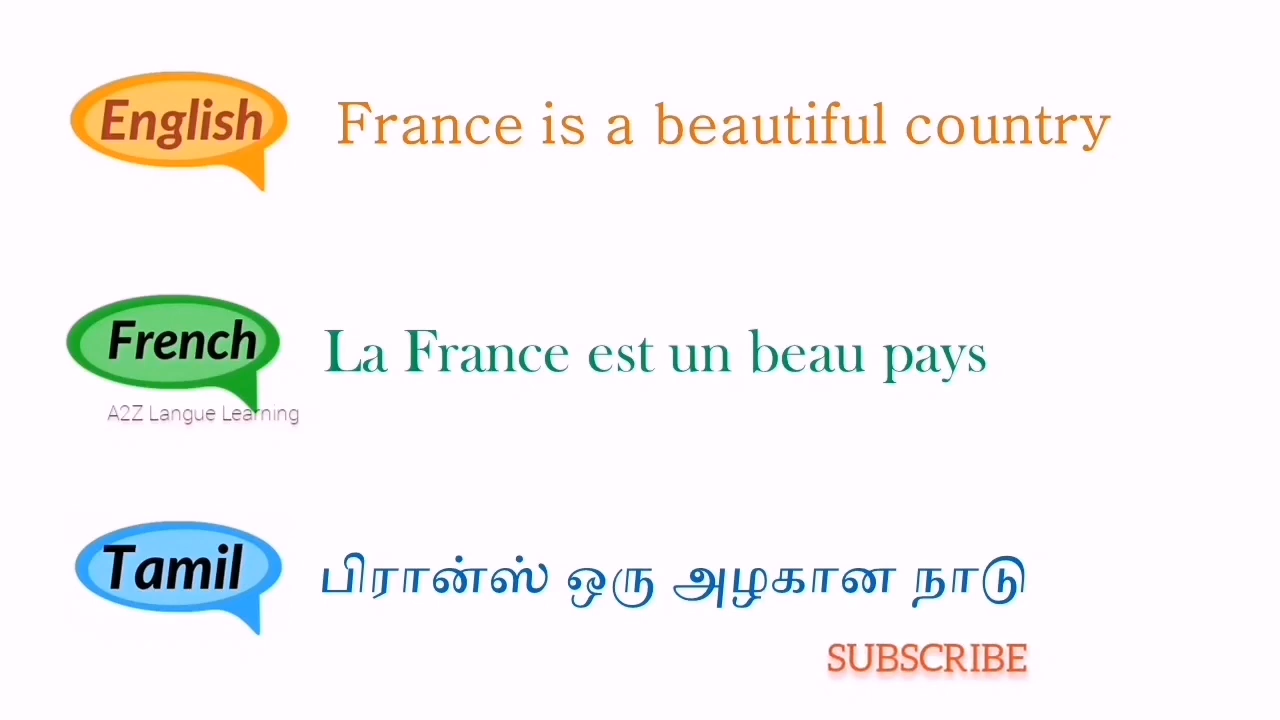 English
France is a beautiful country
French
La France est un beau pays
A2Z Langue Learning
Tamil
பிரான்ஸ் ஒரு அழகான நாடு
SUBSCRIBE